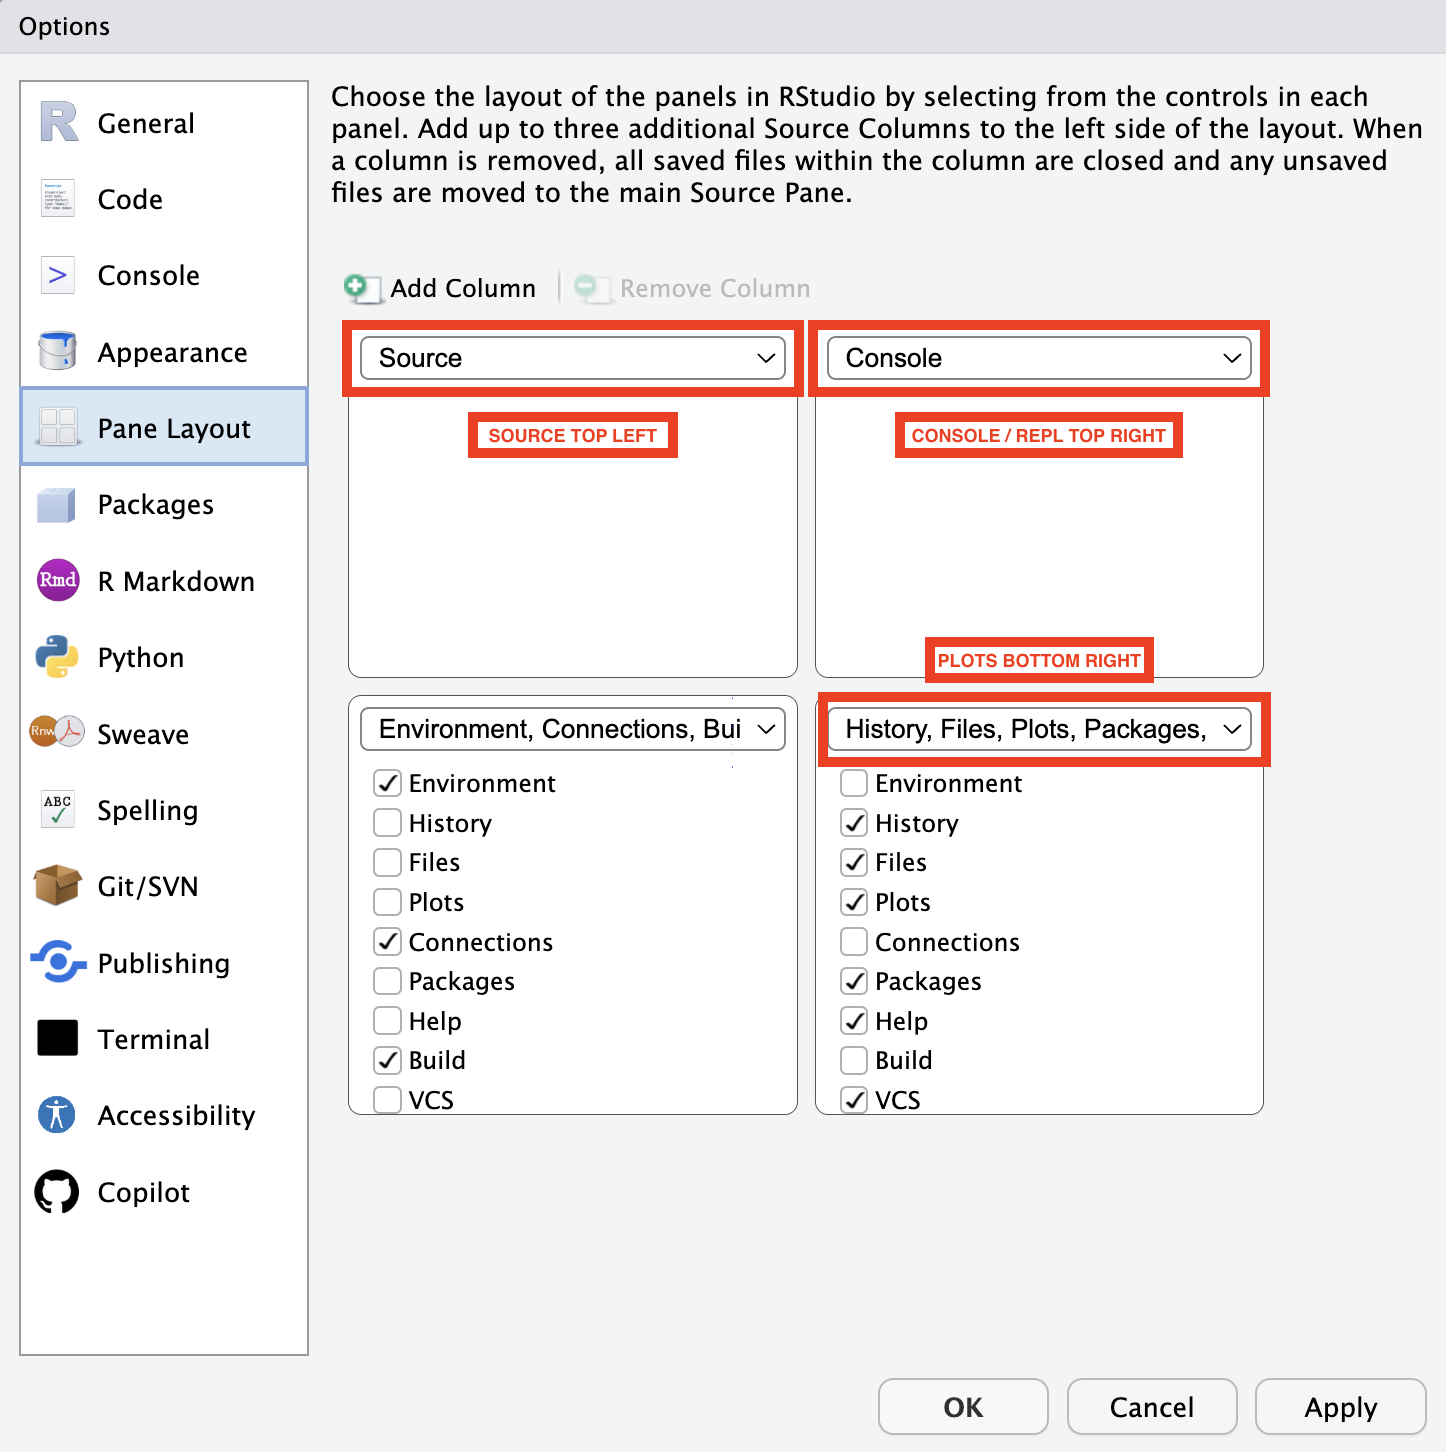 Options
General
Code
Console
Appearance
Pane Layout
Packages
Rmd
R Markdown
Python
Rnw
Sweave
ABC
Spelling
Git/SVN
Publishing
Terminal
Accessibility
Copilot
Choose the layout of the panels in RStudio by selecting from the controls in each
panel. Add up to three additional Source Columns to the left side of the layout. When
a column is removed, all saved files within the column are closed and any unsaved
files are moved to the main Source Pane.
Add Column
Remove Column
Source
SOURCE TOP LEFT
Console
CONSOLE / REPL TOP RIGHT
PLOTS BOTTOM RIGHT
Environment, Connections, Bui
Environment
History
Files
Plots
Connections
Packages
Help
Build
VCS
History, Files, Plots, Packages,
Environment
History
Files
Plots
Connections
Packages
Help
Build
VCS
OK
Cancel
Apply